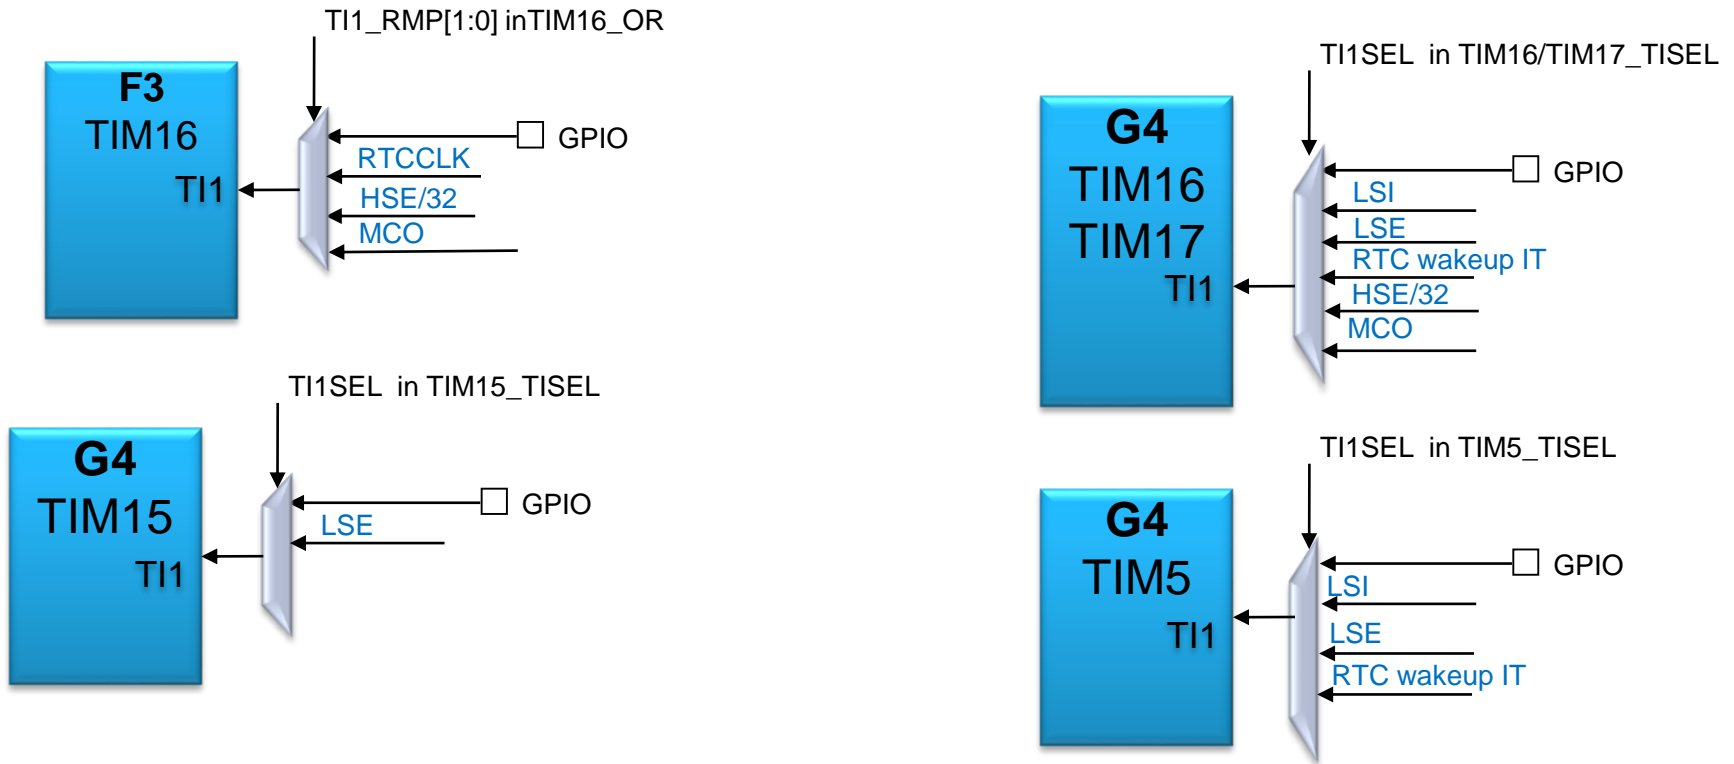 TI1_RMP[1:0] inTIM16_OR
F3
TIM16
TI1
GPIO
RTCCLK
HSE/32
MCO
TI1SEL in TIM16/TIM17_TISEL
G4
TIM16
TIM17
TI1
GPIO
LSI
LSE
RTC wakeup IT
HSE/32
MCO
TI1SEL in TIM15_TISEL
G4
TIM15
TI1
GPIO
LSE
TI1SEL in TIM5_TISEL
G4
TIM5
TI1
GPIO
LSI
LSE
RTC wakeup IT